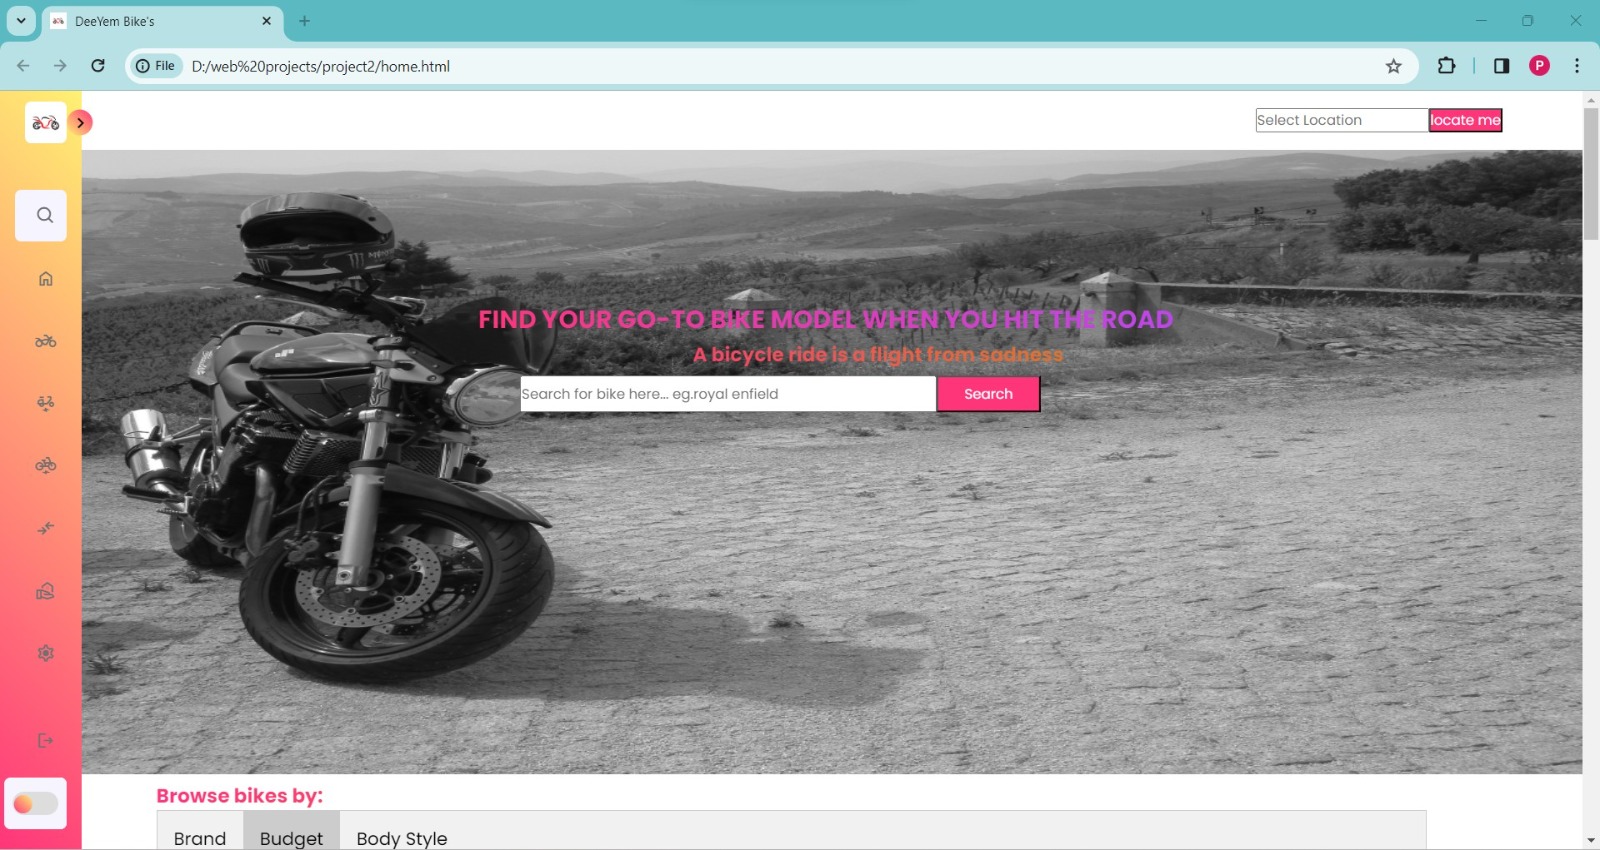 DeeYem Bike's
File
D:/web%20projects/project2/home.html
P
Select Location
locate me
FIND YOUR GO-TO BIKE MODEL WHEN YOU HIT THE ROAD
A bicycle ride is a flight from sadness
Search for bike here... eg.royal enfield
Search
Browse bikes by:
Brand Budget Body Style